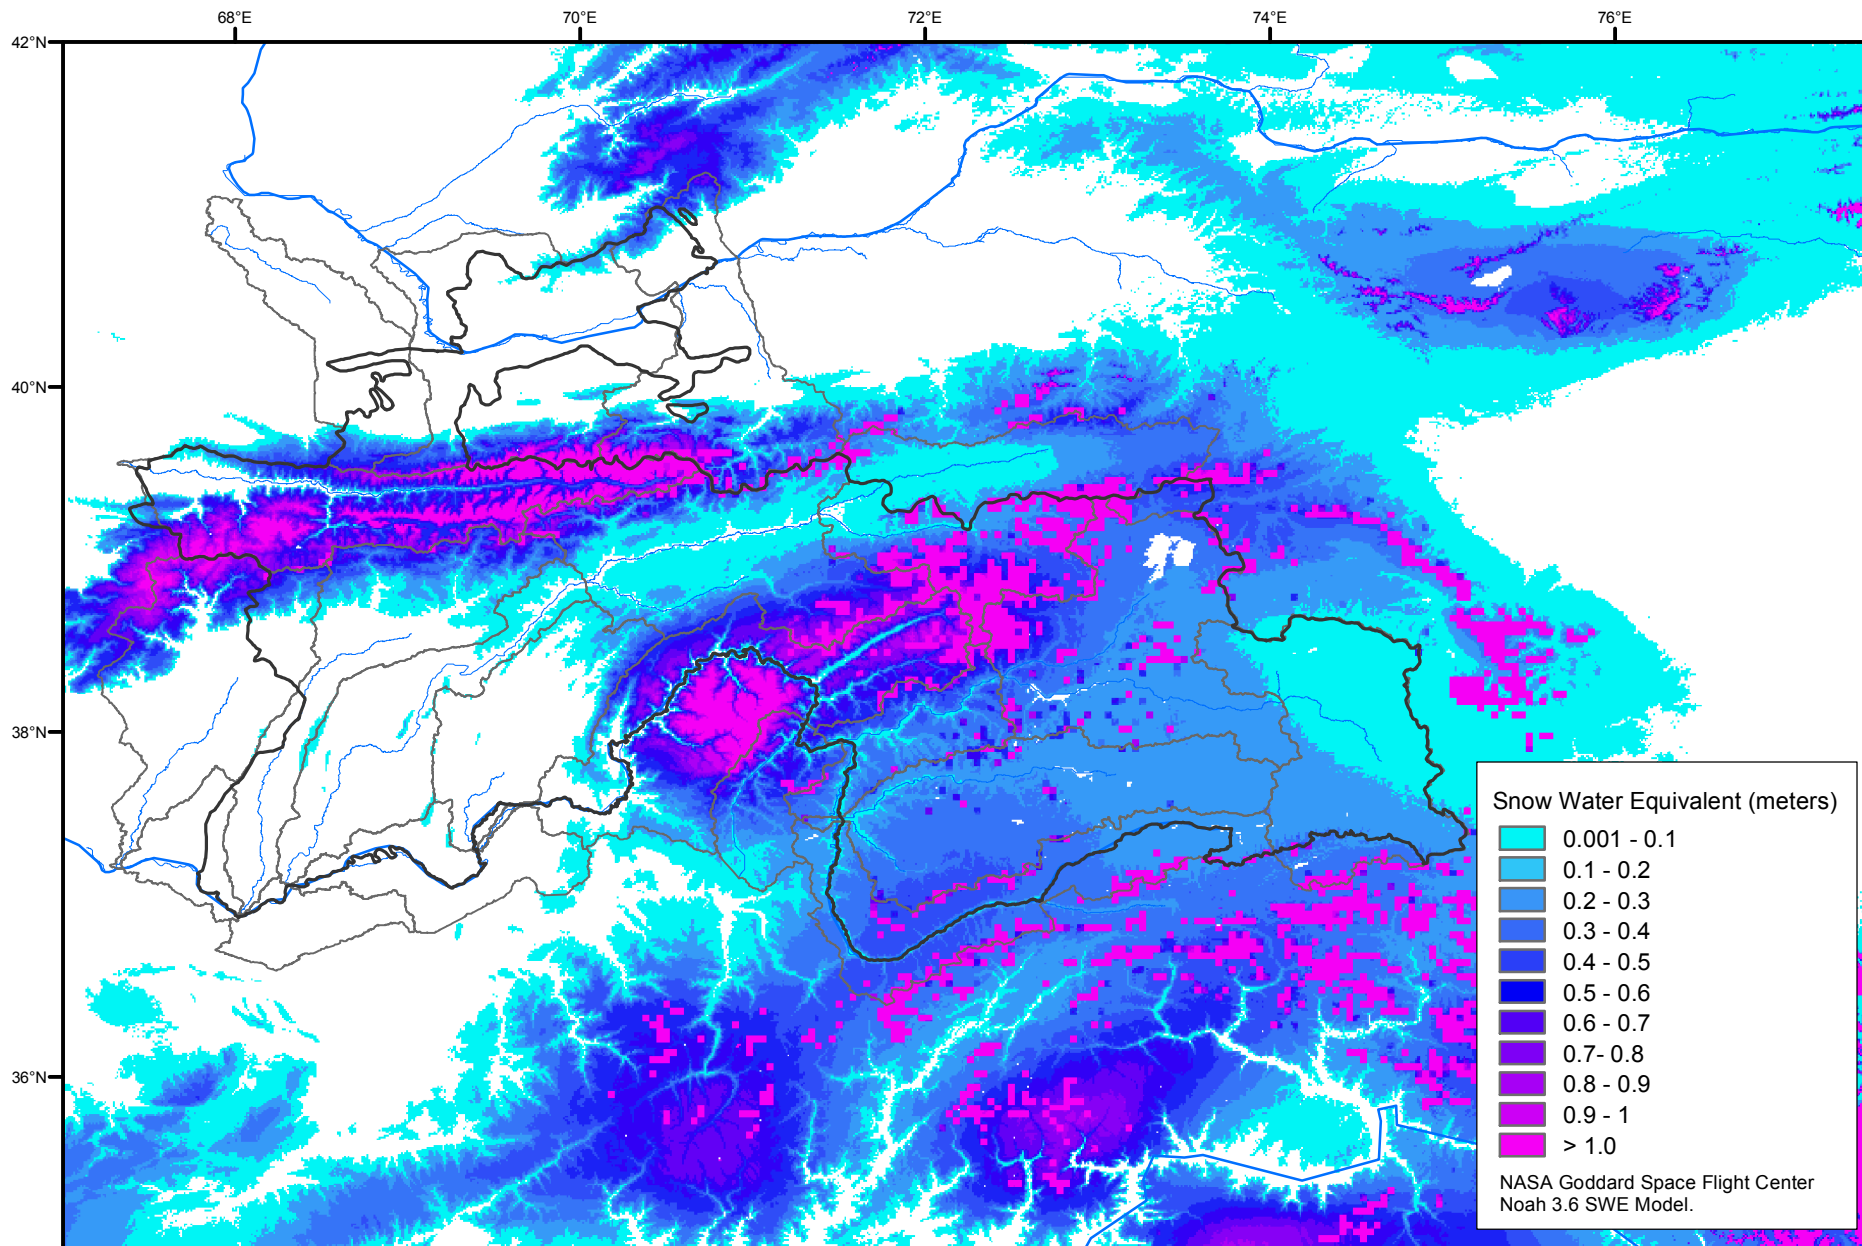 68°E 70°E 72°E 74°E 76°E
42°N
40°N
38°N
36°N
Snow Water Equivalent (meters)
0.001 - 0.1
0.1 - 0.2
0.2 - 0.3
0.3 - 0.4
0.4 - 0.5
0.5 - 0.6
0.6 - 0.7
0.7- 0.8
0.8 - 0.9
0.9 - 1
> 1.0
NASA Goddard Space Flight Center
Noah 3.6 SWE Model.